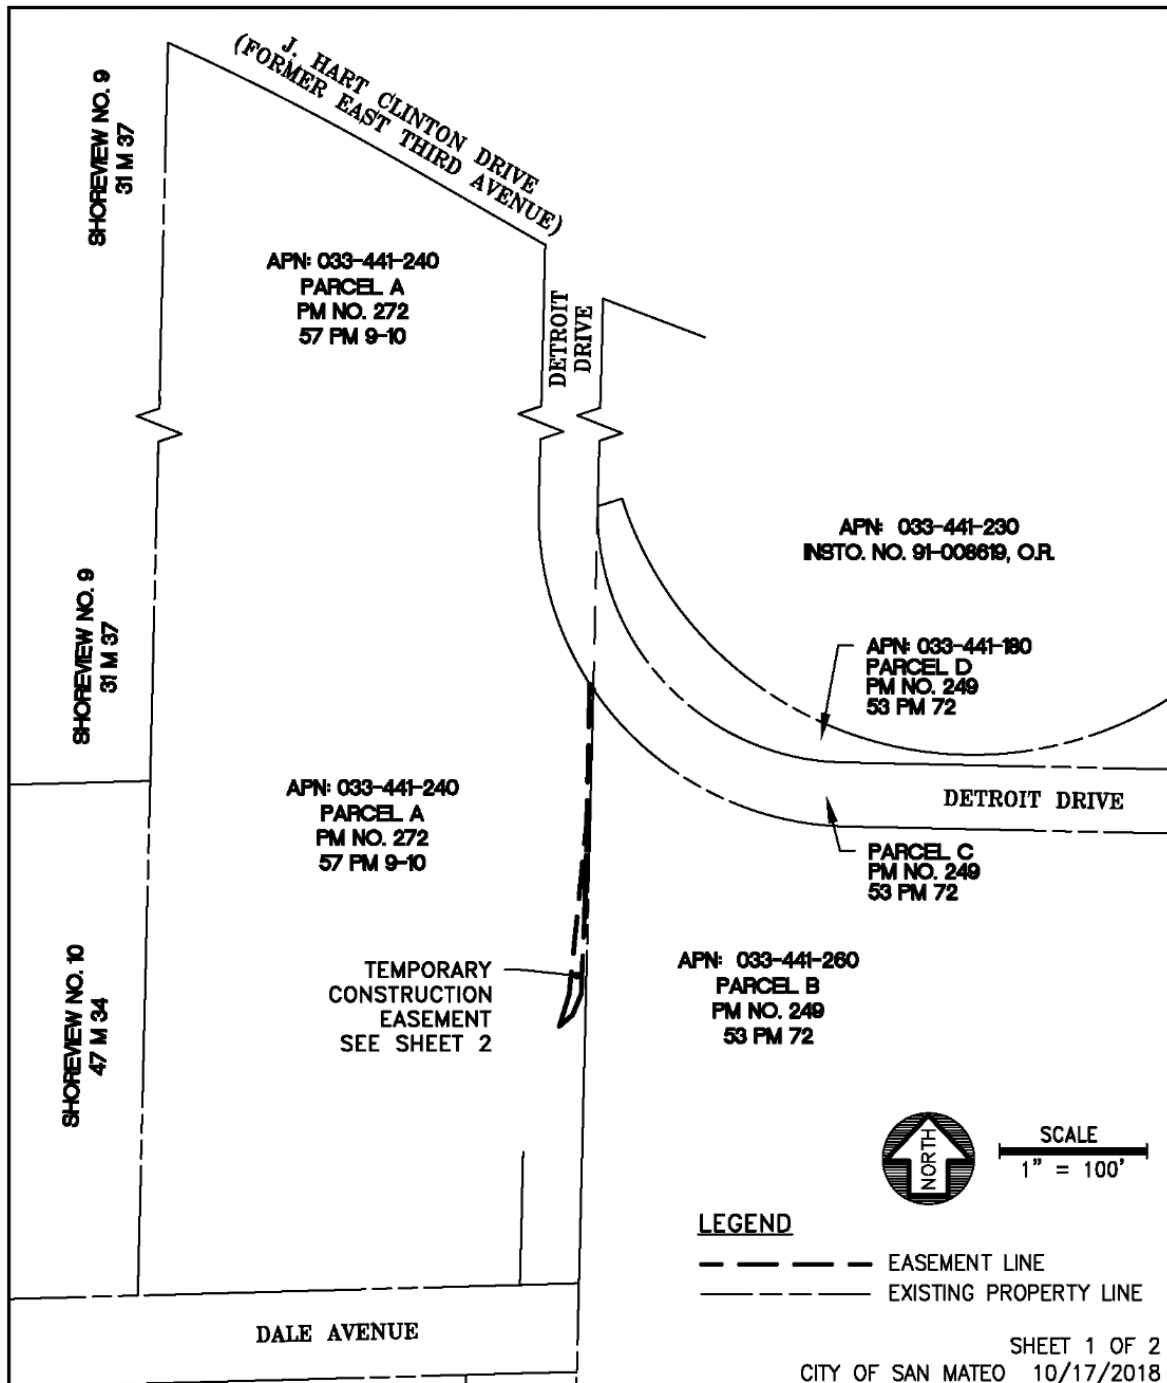 J. HART CLINTON DRIVE
(FORMER EAST THIRD AVENUE)
SHOREVIEW NO. 9
31 M 37
APN: 033-441-240
PARCEL A
PM NO. 272
57 PM 9-10
DETROIT
DRIVE
APN: 033-441-230
INSTO. NO. 91-008619, O.R.
SHOREVIEW NO. 9
31 M 37
APN: 033-441-180
PARCEL D
PM NO. 249
53 PM 72
APN: 033-441-240
PARCEL A
PM NO. 272
57 PM 9-10
DETROIT DRIVE
PARCEL C
PM NO. 249
53 PM 72
SHOREVIEW NO. 10
47 M 34
TEMPORARY
CONSTRUCTION
EASEMENT
SEE SHEET 2
APN: 033-441-260
PARCEL B
PM NO. 249
53 PM 72
NORTH
SCALE
1" = 100'
LEGEND
EASEMENT LINE
EXISTING PROPERTY LINE
DALE AVENUE
SHEET 1 OF 2
CITY OF SAN MATEO 10/17/2018